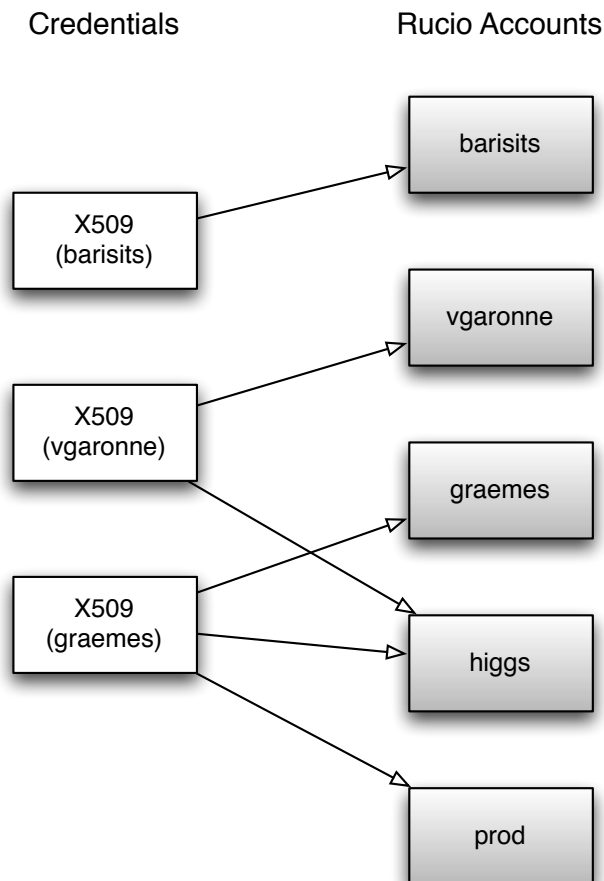 Credentials
Rucio Accounts
barisits
X509
(barisits)
vgaronne
X509
(vgaronne)
graemes
X509
(graemes)
higgs
prod